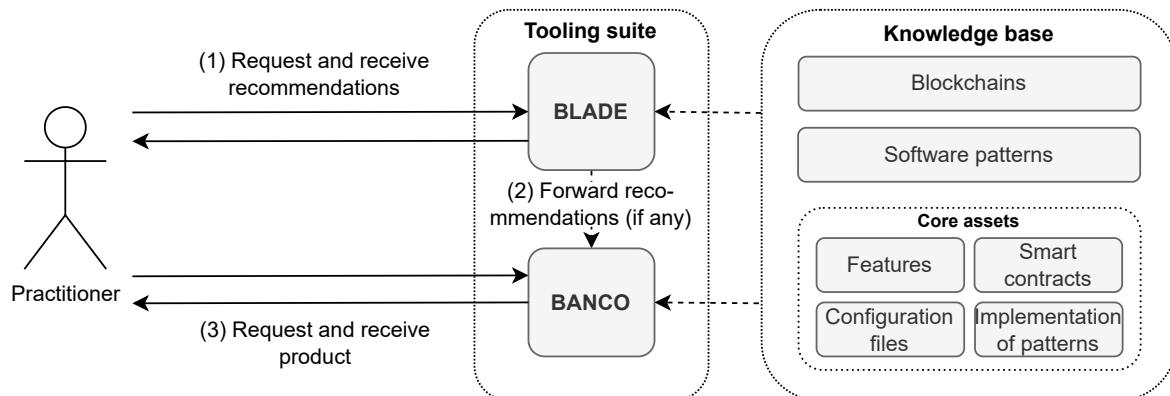 Tooling suite
Knowledge base
(1) Request and receive
recommendations
BLADE
Blockchains
Software patterns
(2) Forward reco-
mmendations (if any)
Core assets
Features
Smart
contracts
Practitioner
BANCO
Configuration
files
Implementation
of patterns
(3) Request and receive
product